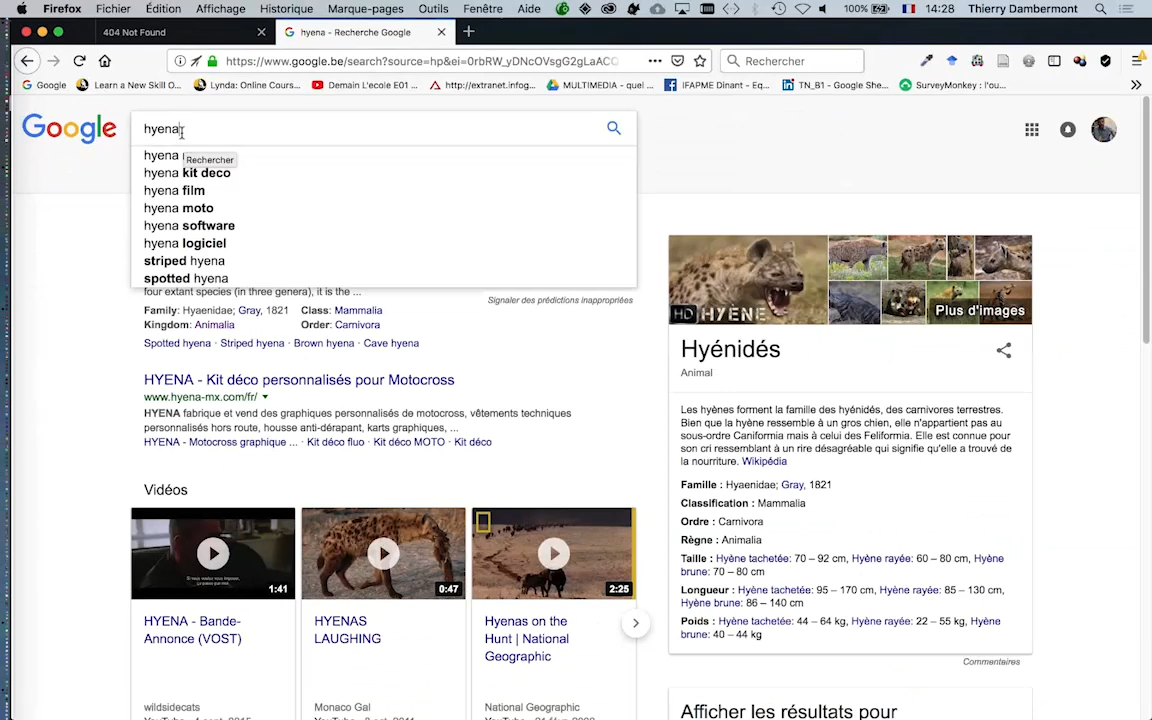 Firefox Fichier Édition Affichage Historique Marque-pages Outils Fenêtre Aide 100% 14:28 Thierry Dambermont
404 Not Found
hyena - Recherche Google
https://www.google.be/search?source=hp&ei=0rbRW_yDNcOVsgG2gLaACQ
Rechercher
Google
Learn a New Skill O...
Lynda: Online Cours...
Demain L'ecole E01 ...
http://extranet.infog...
MULTIMEDIA - quel ...
IFAPME Dinant - Eq...
TN_B1 - Google She...
SurveyMonkey : l'ou...
Google
hyena
hyena
Rechercher
hyena kit deco
hyena film
hyena moto
hyena software
hyena logiciel
striped hyena
spotted hyena
Signaler des prédictions inappropriées
four extant species (in three genera), it is the ...
Family: Hyaenidae; Gray, 1821 Class: Mammalia
Kingdom: Animalia Order: Carnivora
Spotted hyena · Striped hyena · Brown hyena · Cave hyena
HYENA - Kit déco personnalisés pour Motocross
www.hyena-mx.com/fr/
HYENA fabrique et vend des graphiques personnalisés de motocross, vêtements techniques
personnalisés hors route, housse anti-dérapant, karts graphiques, ...
HYENA - Motocross graphique ... · Kit déco fluo · Kit déco MOTO · Kit déco
Vidéos
1:41
0:47
2:25
HYENA - Bande-
Annonce (VOST)
wildsidecats
HYENAS
LAUGHING
Monaco Gal
Hyenas on the
Hunt | National
Geographic
National Geographic
HD HYÈNE
Plus d'images
Hyénidés
Animal
Les hyènes forment la famille des hyénidés, des carnivores terrestres.
Bien que la hyène ressemble à un gros chien, elle n'appartient pas au
sous-ordre Caniformia mais à celui des Feliformia. Elle est connue pour
son cri ressemblant à un rire désagréable qui signifie qu'elle a trouvé de
la nourriture. Wikipédia
Famille : Hyaenidae; Gray, 1821
Classification : Mammalia
Ordre : Carnivora
Règne : Animalia
Taille : Hyène tachetée: 70 – 92 cm, Hyène rayée: 60 – 80 cm, Hyène
brune: 70 – 80 cm
Longueur : Hyène tachetée: 95 – 170 cm, Hyène rayée: 85 – 130 cm,
Hyène brune: 86 – 140 cm
Poids : Hyène tachetée: 44 – 64 kg, Hyène rayée: 22 – 55 kg, Hyène
brune: 40 – 44 kg
Commentaires
Afficher les résultats pour